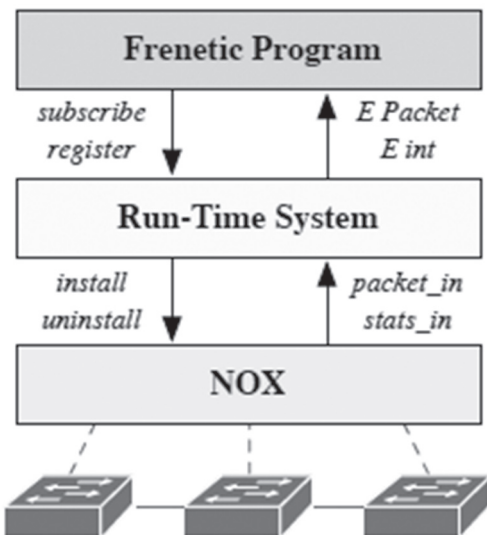 Frenetic Program
subscribe
register
E Packet
E int
Run-Time System
install
uninstall
packet_in
stats_in
NOX